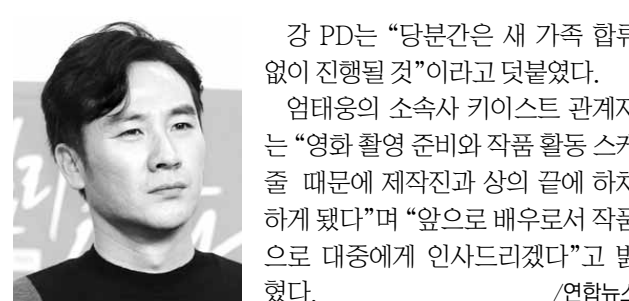 강 PD는 “당분간은 새 가족 합류
없이 진행될 것”이라고 덧붙였다.
엄태웅의 소속사 키이스트 관계자
는 “영화 촬영 준비와 작품 활동 스케
줄 때문에 제작진과 상의 끝에 하차
하게 됐다”며 “앞으로 배우로서 작품
으로 대중에게 인사드리겠다”고 밝
혔다. /연합뉴스